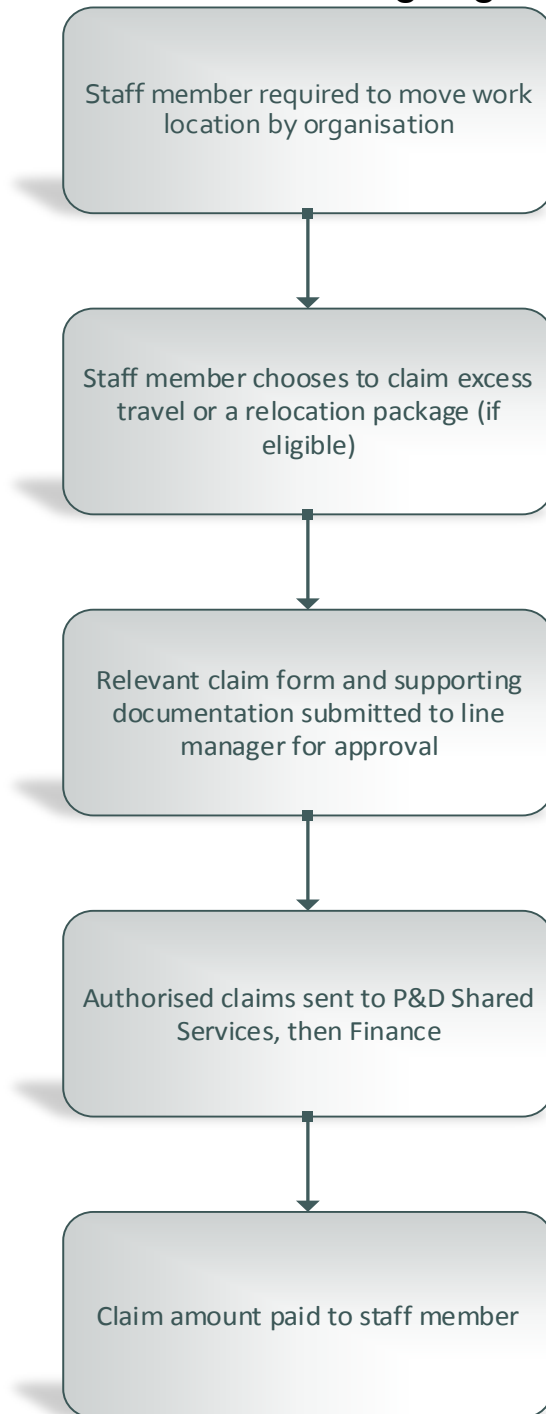 Staff member required to move work
location by organisation
Staff member chooses to claim excess
travel or a relocation package (if
eligible)
Relevant claim form and supporting
documentation submitted to line
manager for approval
Authorised claims sent to P&D Shared
Services, then Finance
Claim amount paid to staff member